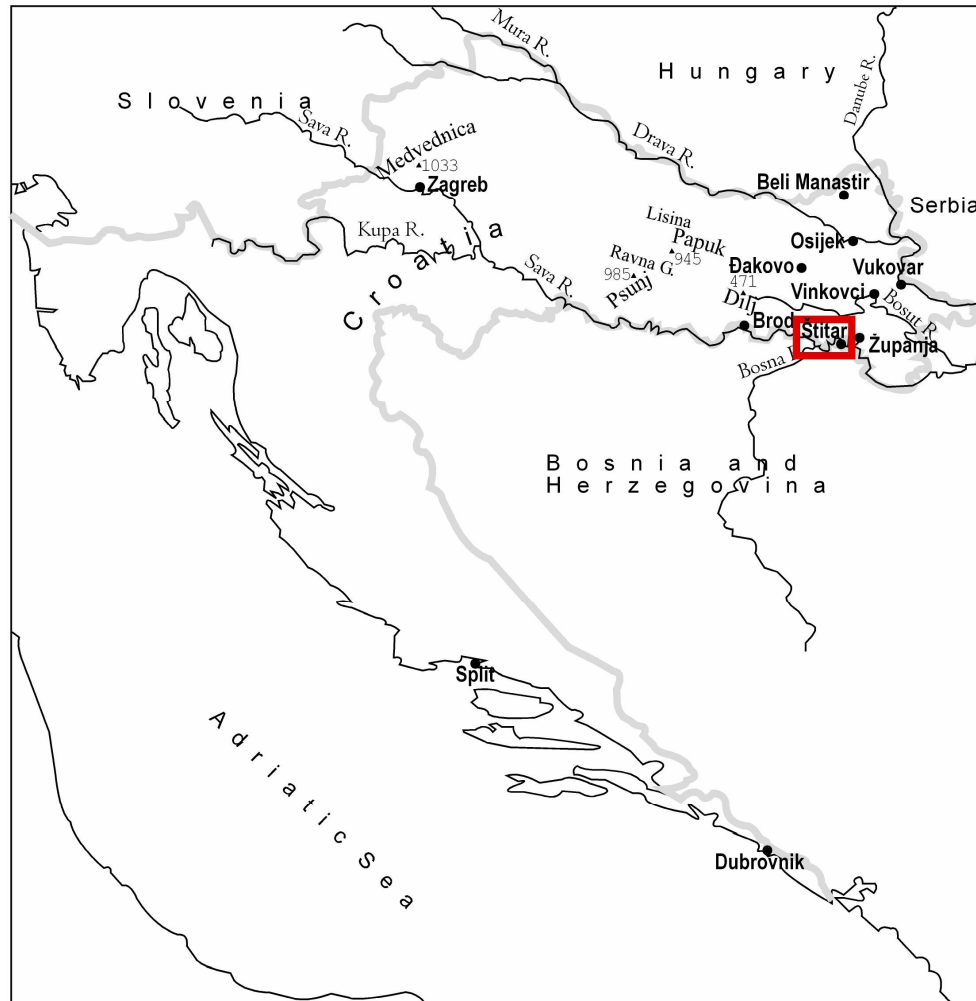 Mura R.
Hungary
Danube R.
Slovenia
Sava R.
Medvednica
1033
Zagreb
Drava R.
Beli Manastir
Serbia
Lisina
Kupa R.
Croatia
Papuk
945
Osijek
Ravna G.
985
Psunj
Đakovo
471
Vukovar
Sava R.
Dilj
Vinkovci
Bosut R.
Brod
Štitar
Županja
Bosna
Bosnia and
Herzegovina
Split
Adriatic Sea
Dubrovnik